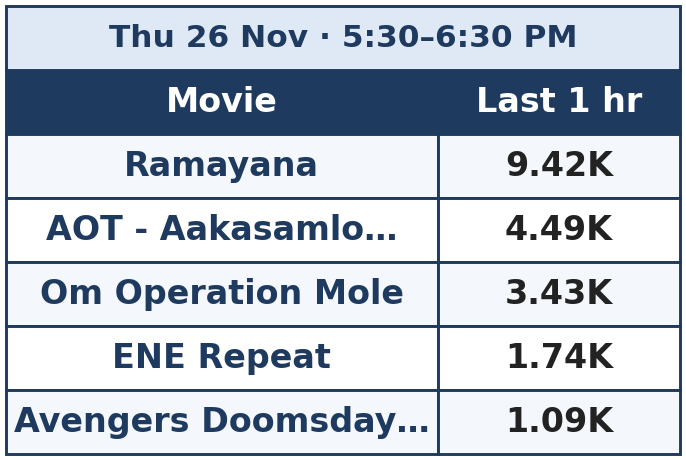 Thu 26 Nov · 5:30–6:30 PM
Movie Last 1 hr
Ramayana 9.42K
AOT - Aakasamlo... 4.49K
Om Operation Mole 3.43K
ENE Repeat 1.74K
Avengers Doomsday... 1.09K